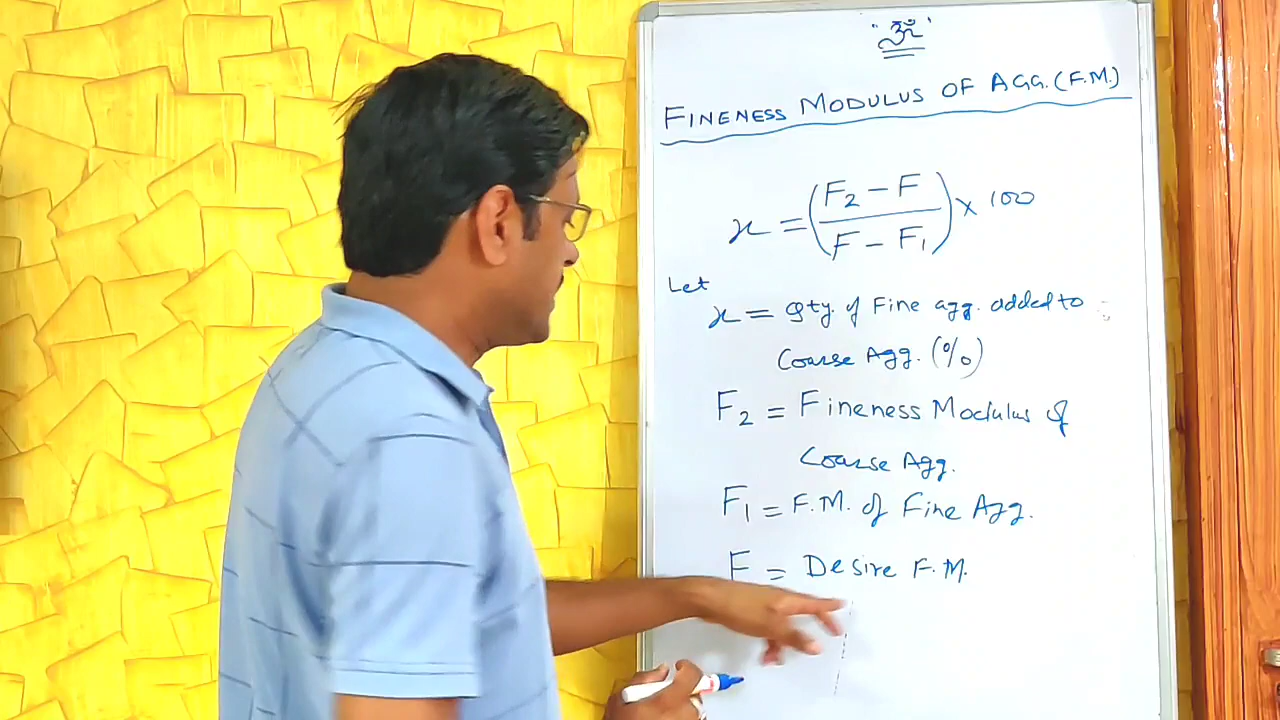 "ॐ"
FINENESS MODULUS OF AGG. (F.M.)
x = (F₂ - F / F - F₁) × 100
Let
x = Qty. of Fine agg. added to
Coarse Agg. (%)
F₂ = Fineness Modulus of
Coarse Agg.
F₁ = F.M. of Fine Agg.
F = Desire F.M.